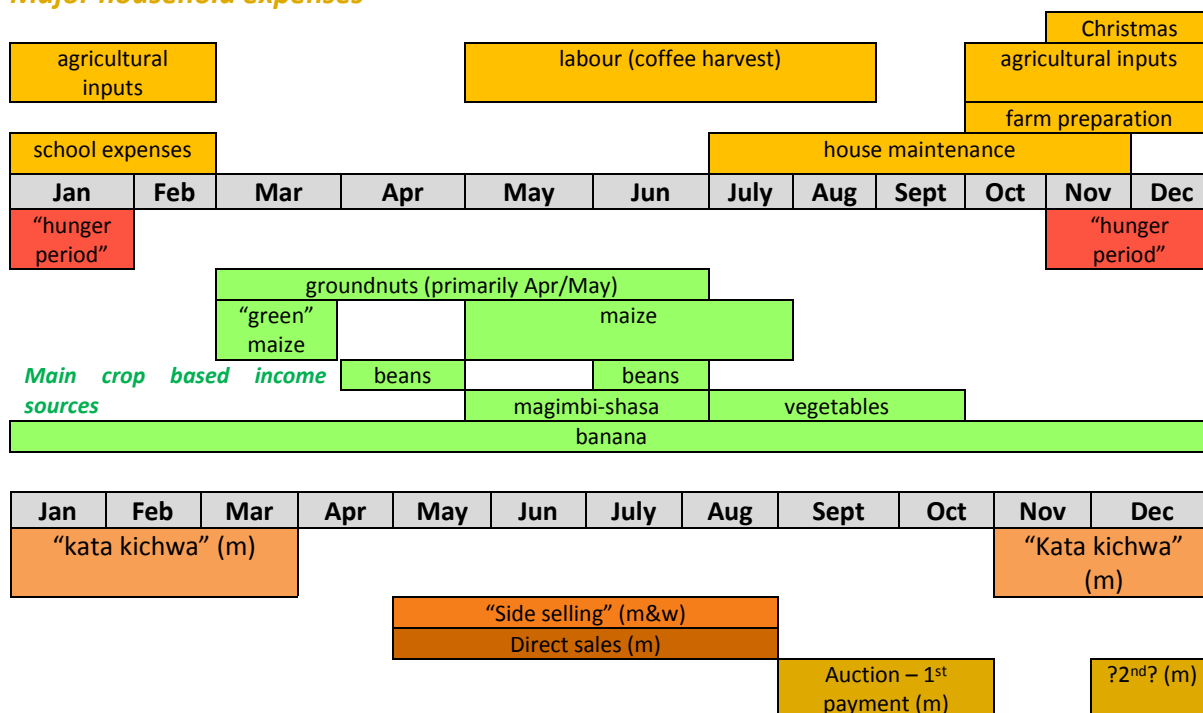 Major household expenses
Christmas
agricultural inputs
labour (coffee harvest)
agricultural inputs
farm preparation
school expenses
house maintenance
Jan Feb Mar Apr May Jun July Aug Sept Oct Nov Dec
“hunger period”
“hunger period”
groundnuts (primarily Apr/May)
“green” maize
maize
Main crop based income sources
beans
beans
magimbi-shasa
vegetables
banana
Jan Feb Mar Apr May Jun July Aug Sept Oct Nov Dec
“kata kichwa” (m)
“Kata kichwa” (m)
“Side selling” (m&w)
Direct sales (m)
Auction – 1st payment (m)
?2nd? (m)